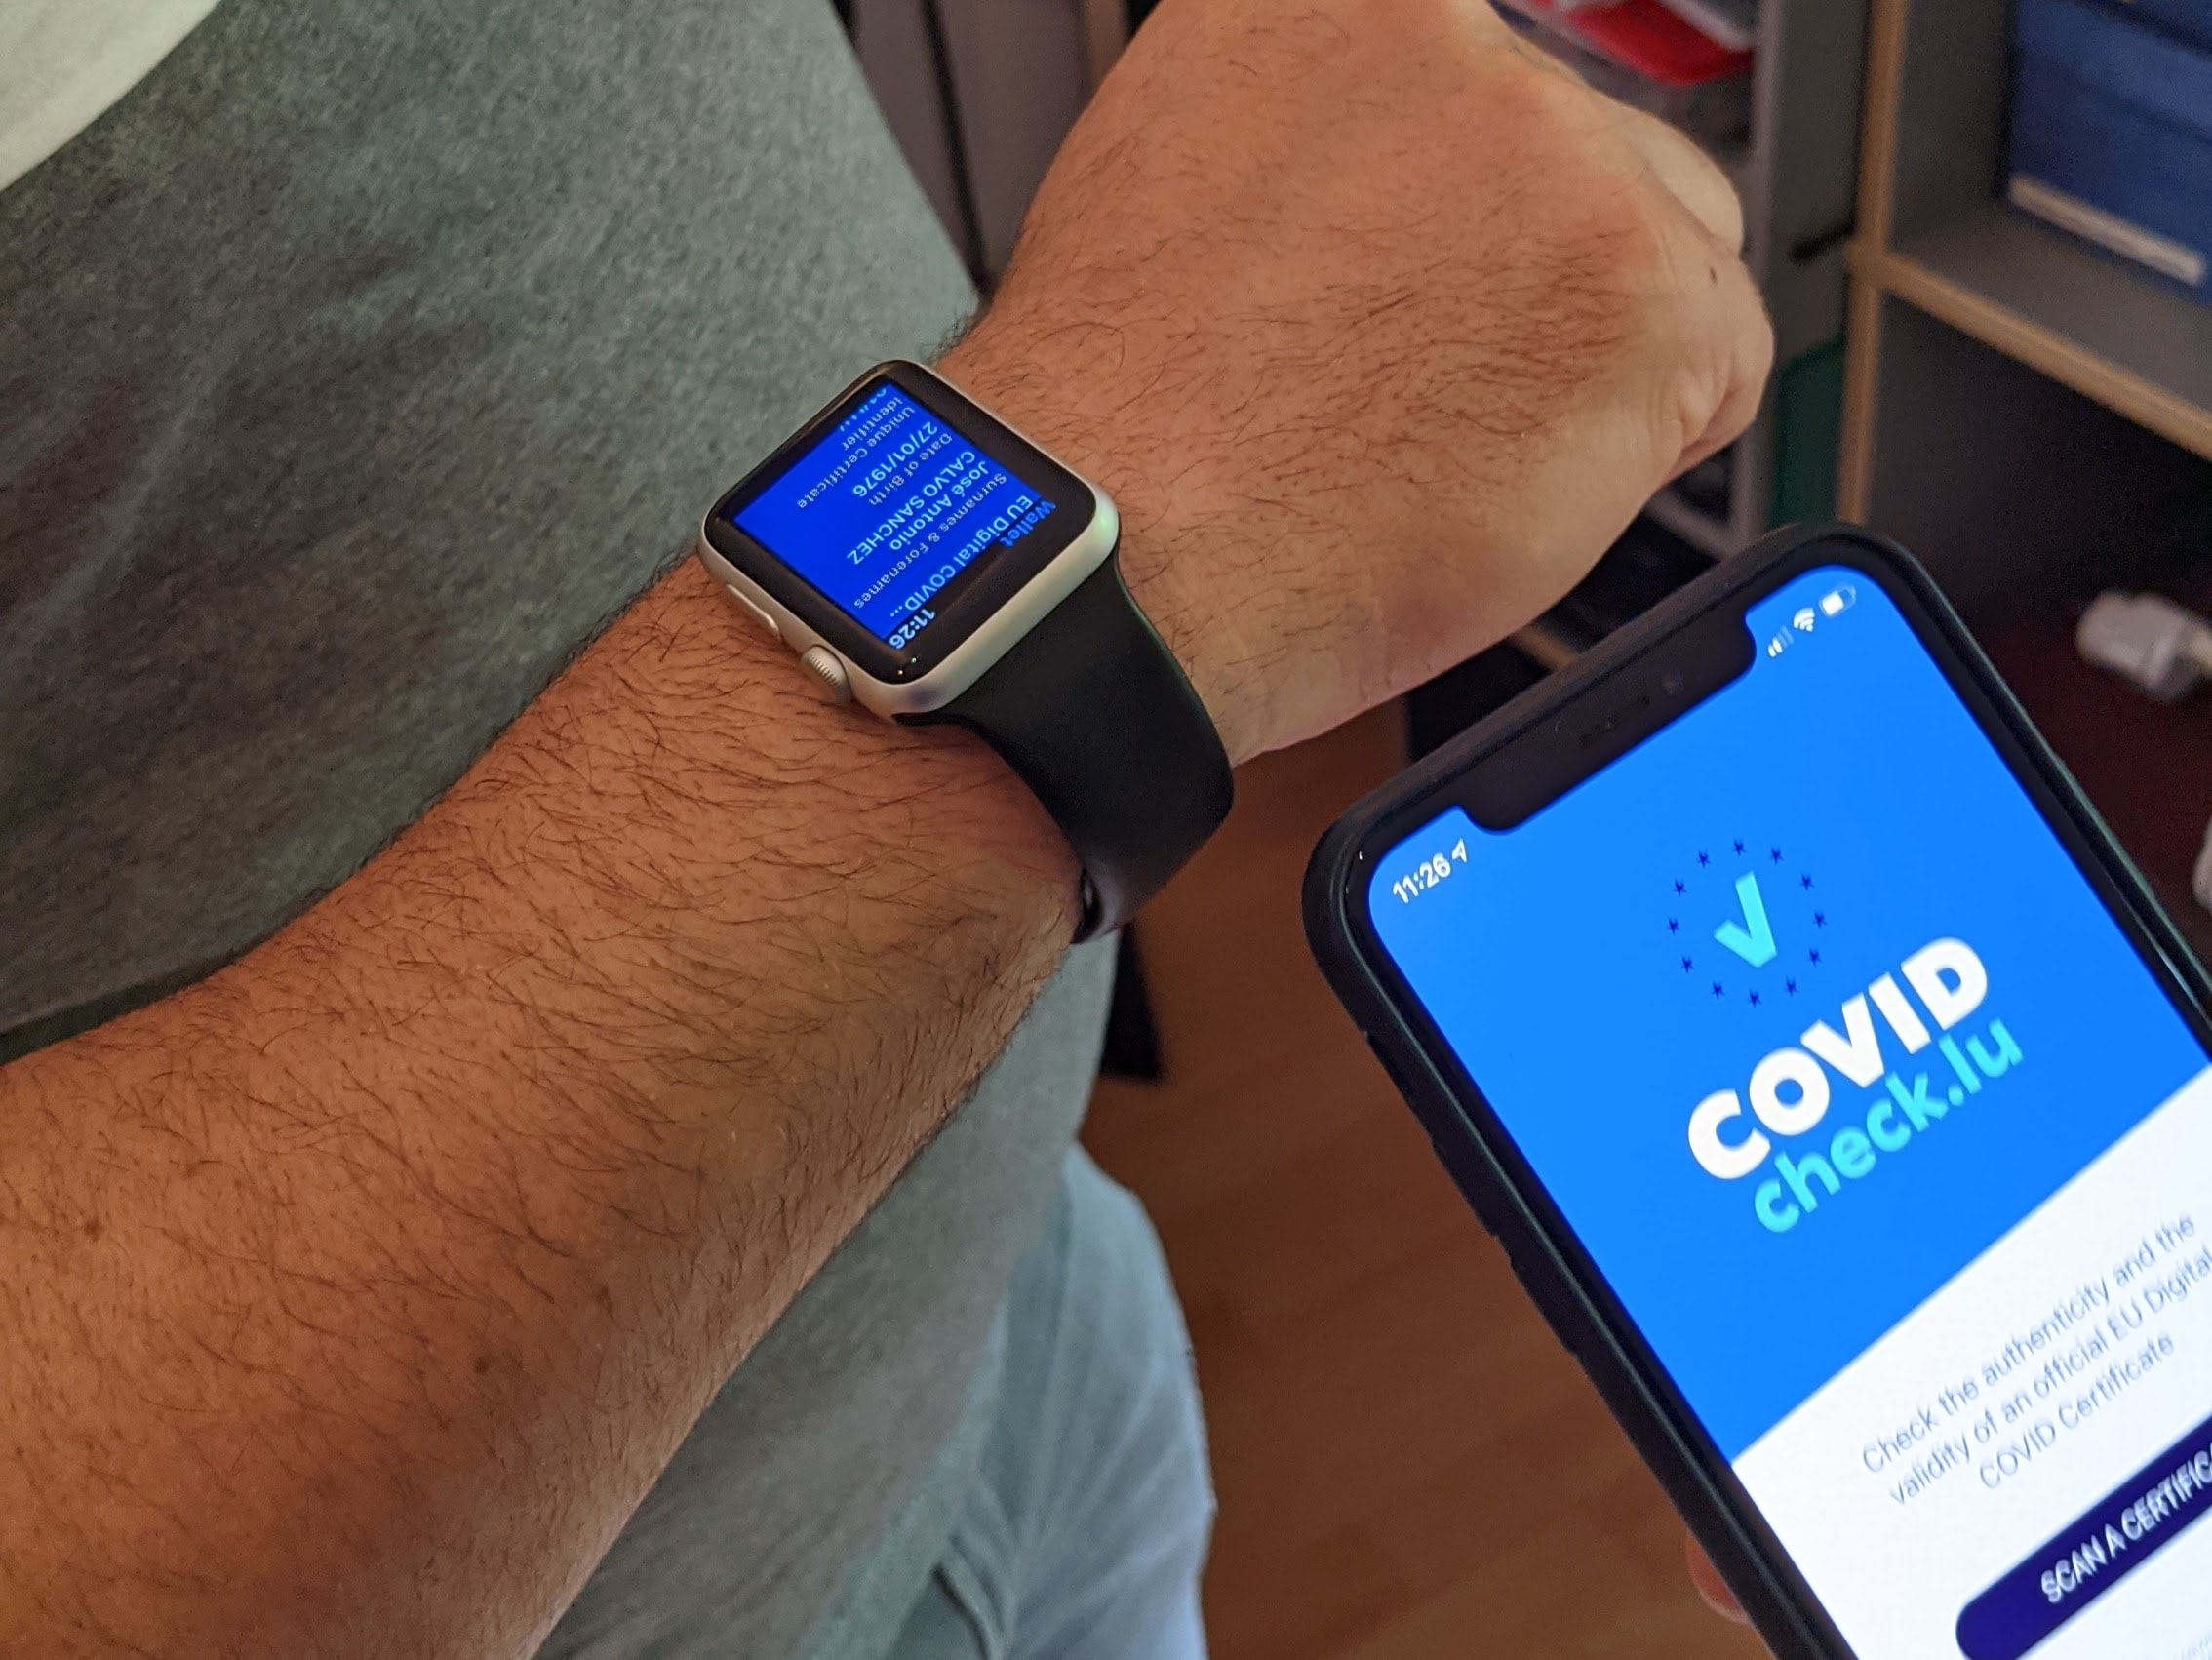 11:26
Wallet
EU Digital COVID...
Surnames & Forenames
José Antonio
CALVO SANCHEZ
Date of Birth
27/01/1976
Unique Certificate
Identifier
11:26
COVID
check.lu
Check the authenticity and the
validity of an official EU Digital
COVID Certificate
SCAN A CERTIFICA